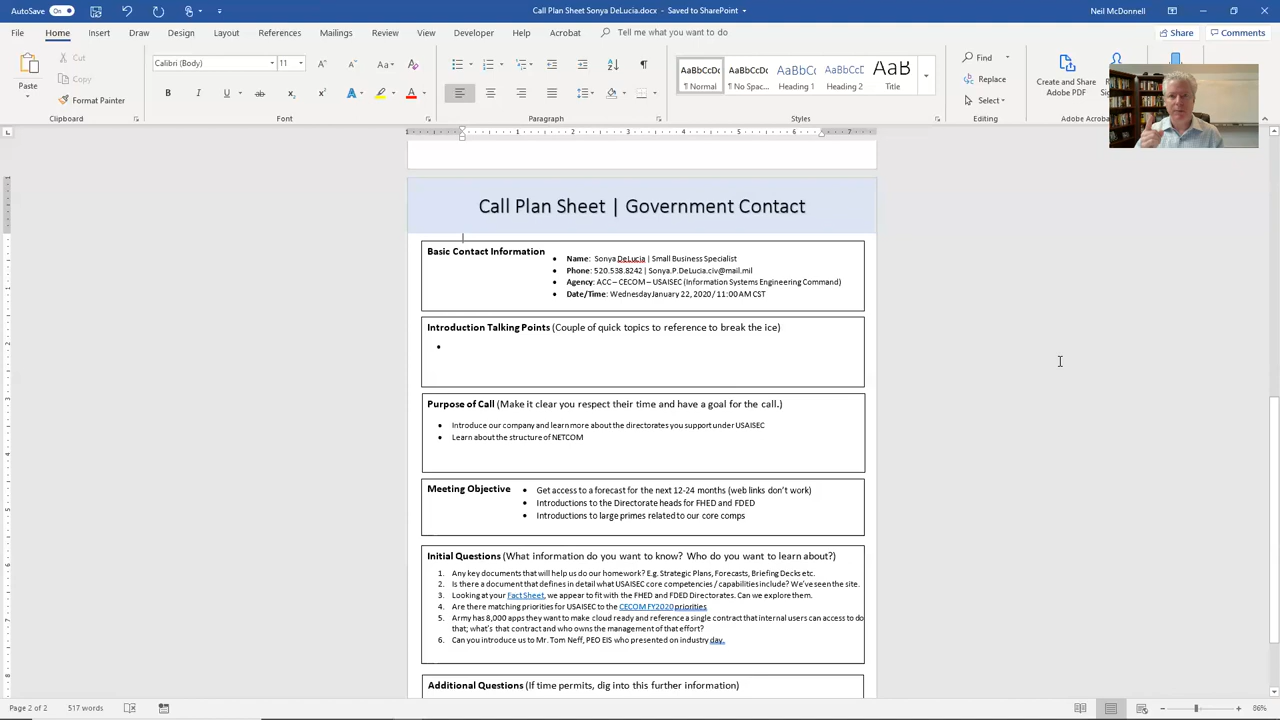 AutoSave On
Call Plan Sheet Sonya DeLucia.docx - Saved to SharePoint
Neil McDonnell
File Home Insert Draw Design Layout References Mailings Review View Developer Help Acrobat Tell me what you want to do
Share Comments
Paste
Cut
Copy
Format Painter
Clipboard
Calibri (Body) 11
Font
Paragraph
AaBbCcDc AaBbCcDc AaBbCc AaBbCcC AaB
¶ Normal ¶ No Spac... Heading 1 Heading 2 Title
Styles
Find
Replace
Select
Editing
Create and Share
Adobe PDF
Adobe Acroba
Call Plan Sheet | Government Contact
Basic Contact Information
• Name: Sonya DeLucia | Small Business Specialist
• Phone: 520.538.8242 | Sonya.P.DeLucia.civ@mail.mil
• Agency: ACC – CECOM – USAISEC (Information Systems Engineering Command)
• Date/Time: Wednesday January 22, 2020 / 11:00 AM CST
Introduction Talking Points (Couple of quick topics to reference to break the ice)
•
Purpose of Call (Make it clear you respect their time and have a goal for the call.)
• Introduce our company and learn more about the directorates you support under USAISEC
• Learn about the structure of NETCOM
Meeting Objective
• Get access to a forecast for the next 12-24 months (web links don't work)
• Introductions to the Directorate heads for FHED and FDED
• Introductions to large primes related to our core comps
Initial Questions (What information do you want to know? Who do you want to learn about?)
1. Any key documents that will help us do our homework? E.g. Strategic Plans, Forecasts, Briefing Decks etc.
2. Is there a document that defines in detail what USAISEC core competencies / capabilities include? We've seen the site.
3. Looking at your Fact Sheet, we appear to fit with the FHED and FDED Directorates. Can we explore them.
4. Are there matching priorities for USAISEC to the CECOM FY2020 priorities
5. Army has 8,000 apps they want to make cloud ready and reference a single contract that internal users can access to do
that; what's that contract and who owns the management of that effort?
6. Can you introduce us to Mr. Tom Neff, PEO EIS who presented on industry day.
Additional Questions (If time permits, dig into this further information)
Page 2 of 2 517 words
86%